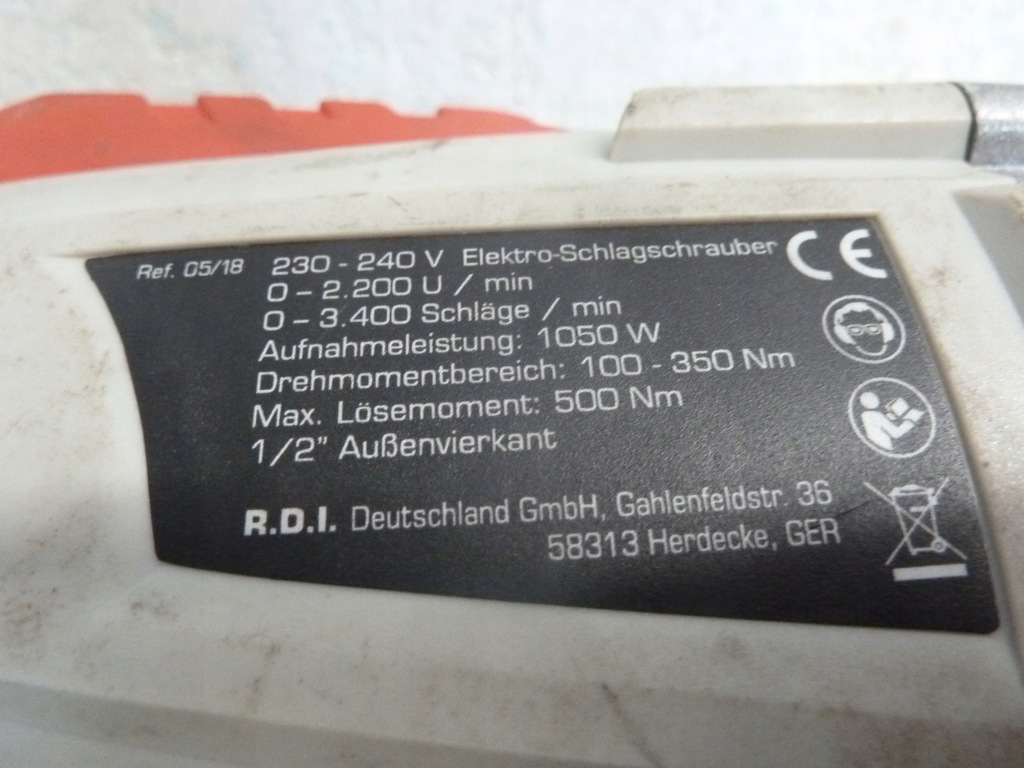 Ref. 05/18 230 - 240 V Elektro-Schlagschrauber CE
0 – 2.200 U / min
0 – 3.400 Schläge / min
Aufnahmeleistung: 1050 W
Drehmomentbereich: 100 - 350 Nm
Max. Lösemoment: 500 Nm
1/2" Außenvierkant
R.D.I. Deutschland GmbH, Gahlenfeldstr. 36
58313 Herdecke, GER